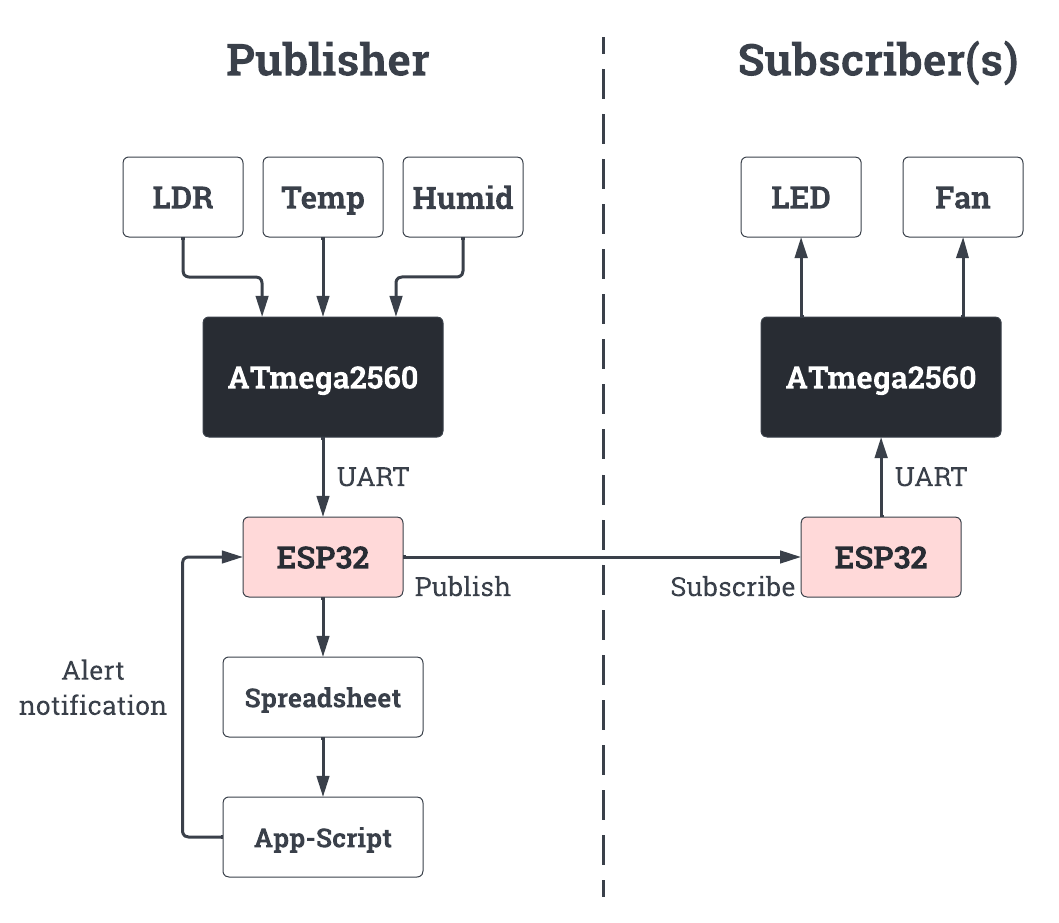 Publisher
Subscriber(s)
LDR
Temp
Humid
LED
Fan
ATmega2560
ATmega2560
UART
UART
ESP32
ESP32
Publish
Subscribe
Alert
notification
Spreadsheet
App-Script